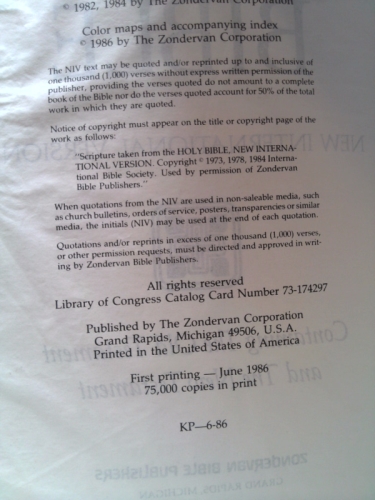 © 1982, 1984 by The Zondervan Corporation
Color maps and accompanying index
© 1986 by The Zondervan Corporation
The NIV text may be quoted and/or reprinted up to and inclusive of
one thousand (1,000) verses without express written permission of the
publisher, providing the verses quoted do not amount to a complete
book of the Bible nor do the verses quoted account for 50% of the total
work in which they are quoted.
Notice of copyright must appear on the title or copyright page of the
work as follows:
"Scripture taken from the HOLY BIBLE, NEW INTERNA-
TIONAL VERSION. Copyright © 1973, 1978, 1984 Interna-
tional Bible Society. Used by permission of Zondervan
Bible Publishers."
When quotations from the NIV are used in non-saleable media, such
as church bulletins, orders of service, posters, transparencies or similar
media, the initials (NIV) may be used at the end of each quotation.
Quotations and/or reprints in excess of one thousand (1,000) verses,
or other permission requests, must be directed and approved in writ-
ing by Zondervan Bible Publishers.
All rights reserved
Library of Congress Catalog Card Number 73-174297
Published by The Zondervan Corporation
Grand Rapids, Michigan 49506, U.S.A.
Printed in the United States of America
First printing — June 1986
75,000 copies in print
KP—6-86